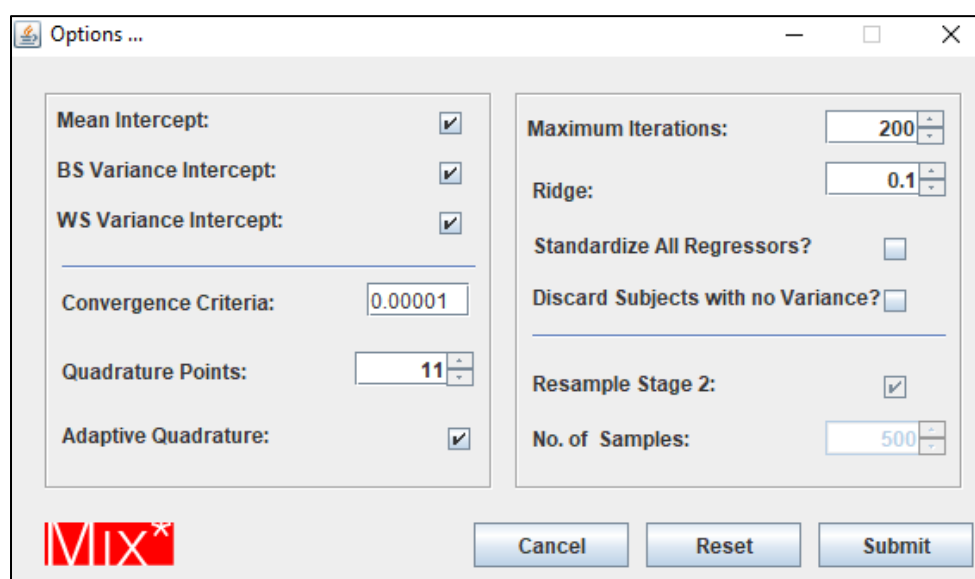 Options ...
Mean Intercept:
BS Variance Intercept:
WS Variance Intercept:
Convergence Criteria: 0.00001
Quadrature Points: 11
Adaptive Quadrature:
Maximum Iterations: 200
Ridge: 0.1
Standardize All Regressors?
Discard Subjects with no Variance?
Resample Stage 2:
No. of Samples: 500
MIX*
Cancel Reset Submit